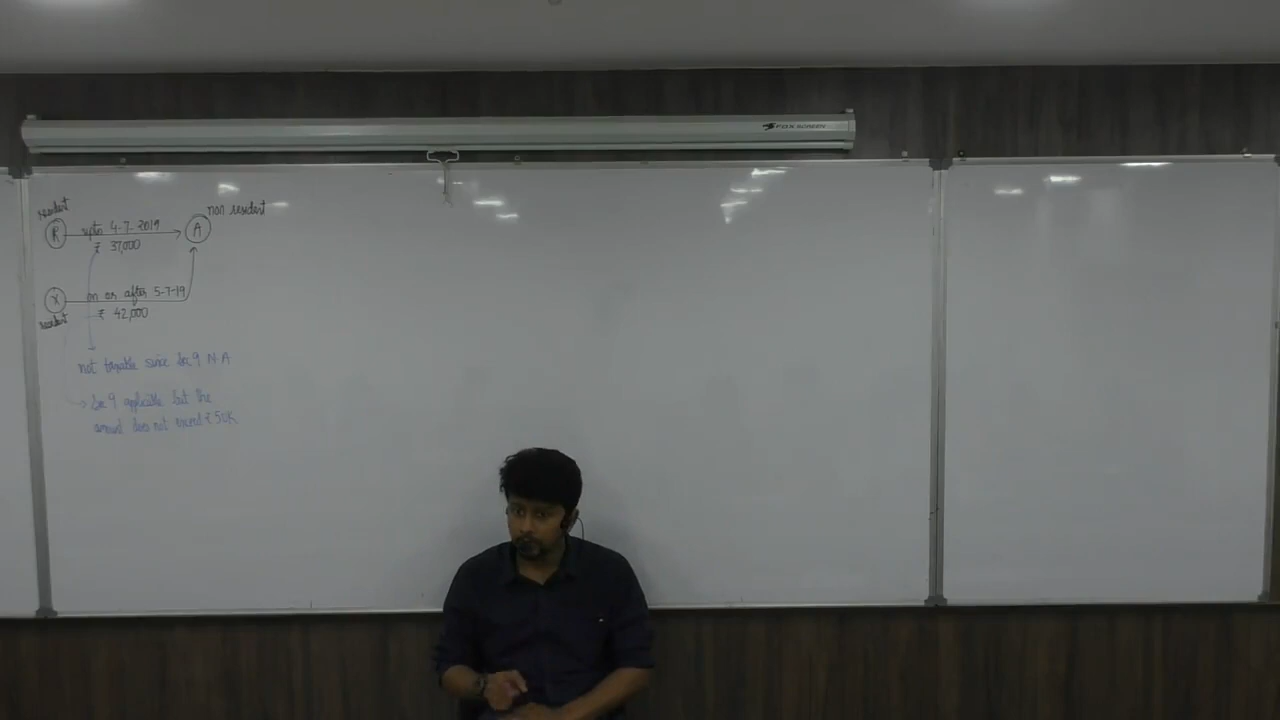 resident
non resident
R
upto 4-7-2019
A
₹ 37,000
X
on or after 5-7-19
₹ 42,000
resident
not taxable since Sec 9 N.A
Sec 9 applicable but the
amount does not exceed ₹ 50K